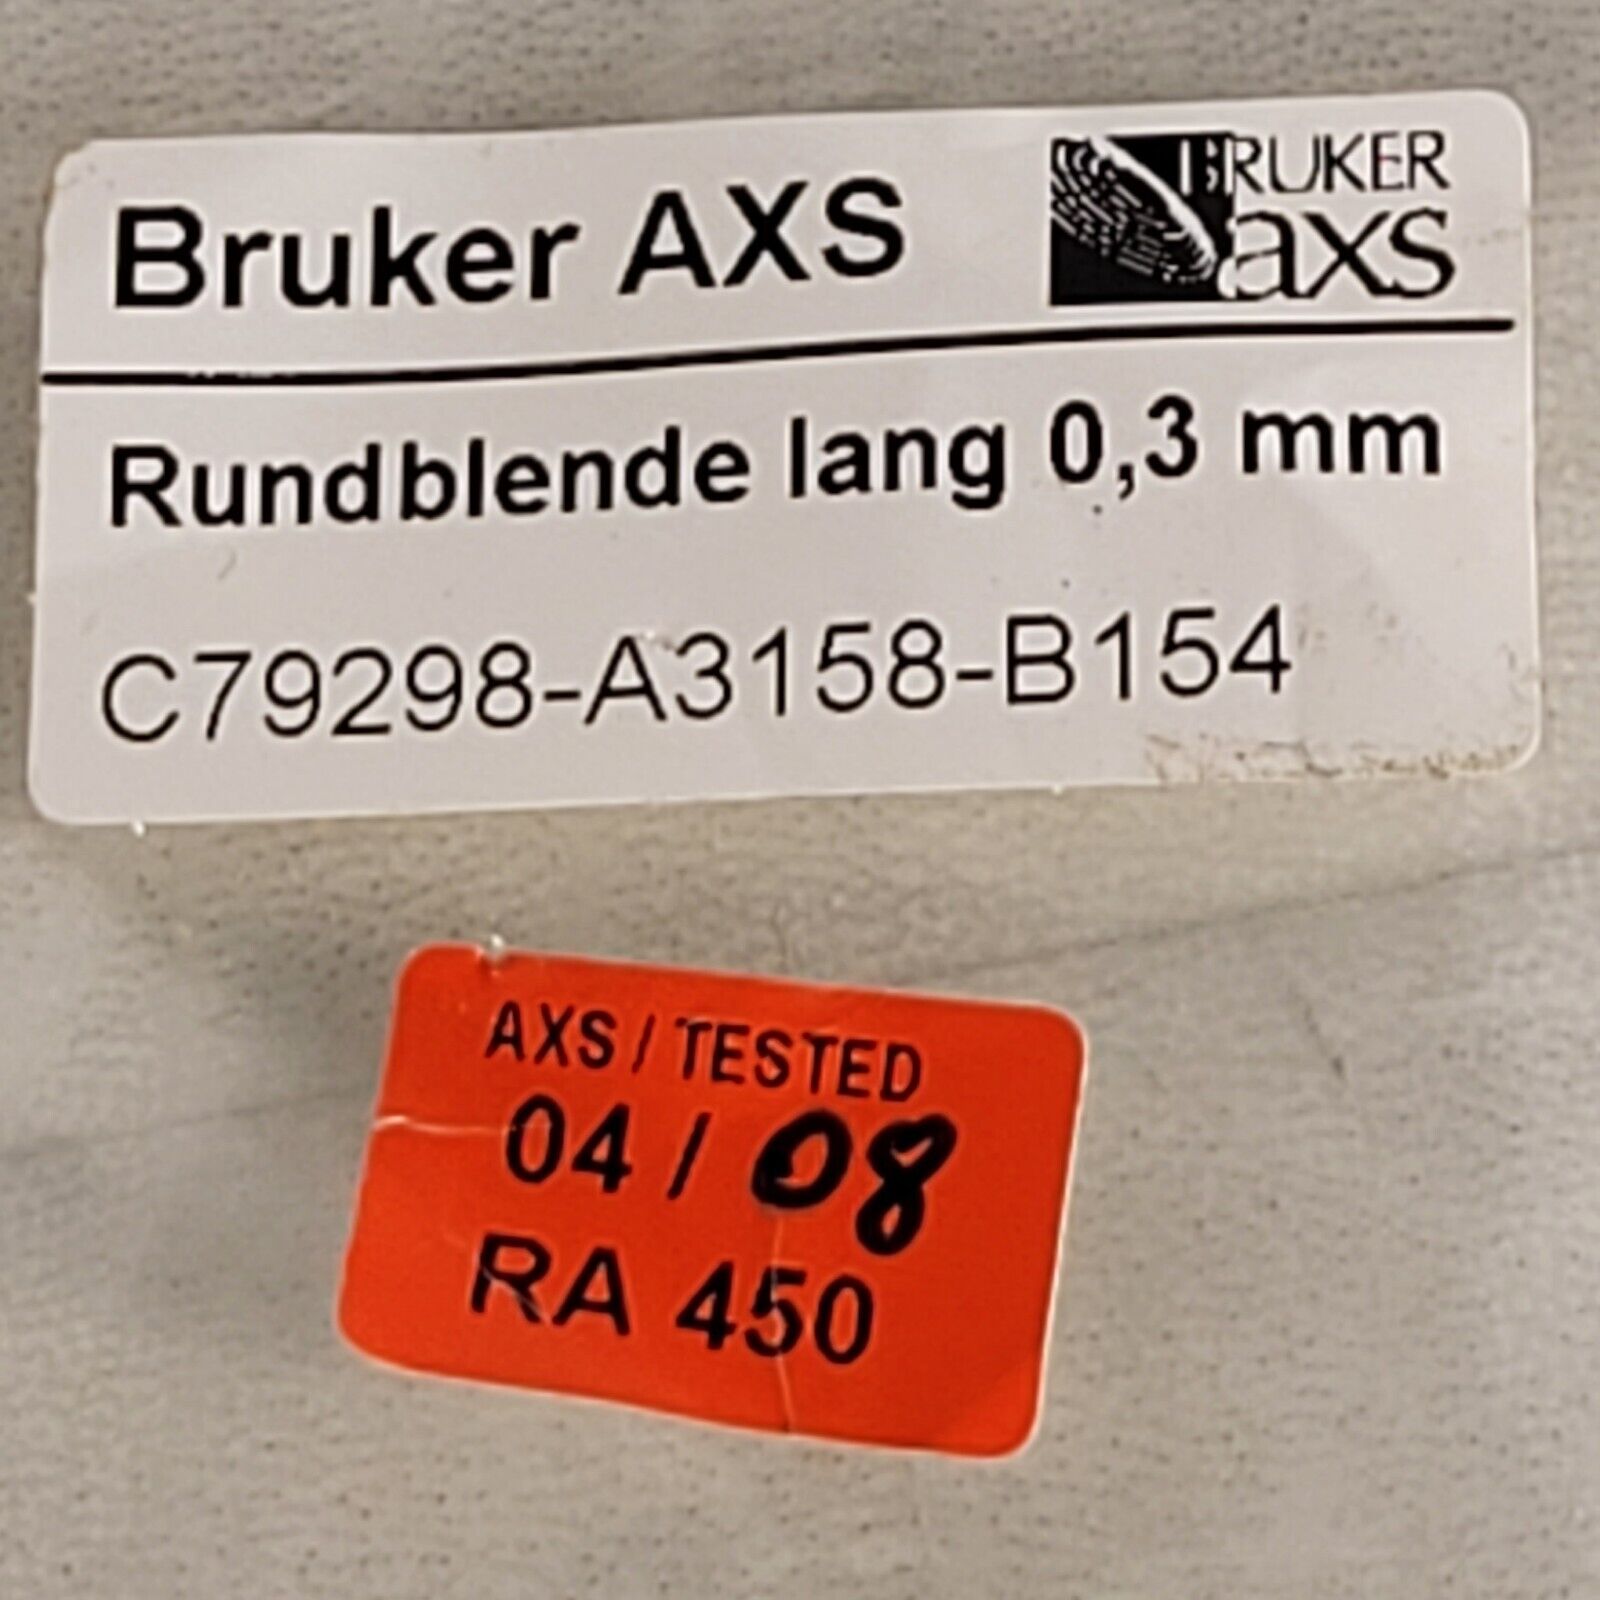 Bruker AXS
BRUKER
axs
Rundblende lang 0,3 mm
C79298-A3158-B154
AXS / TESTED
04 / 08
RA 450